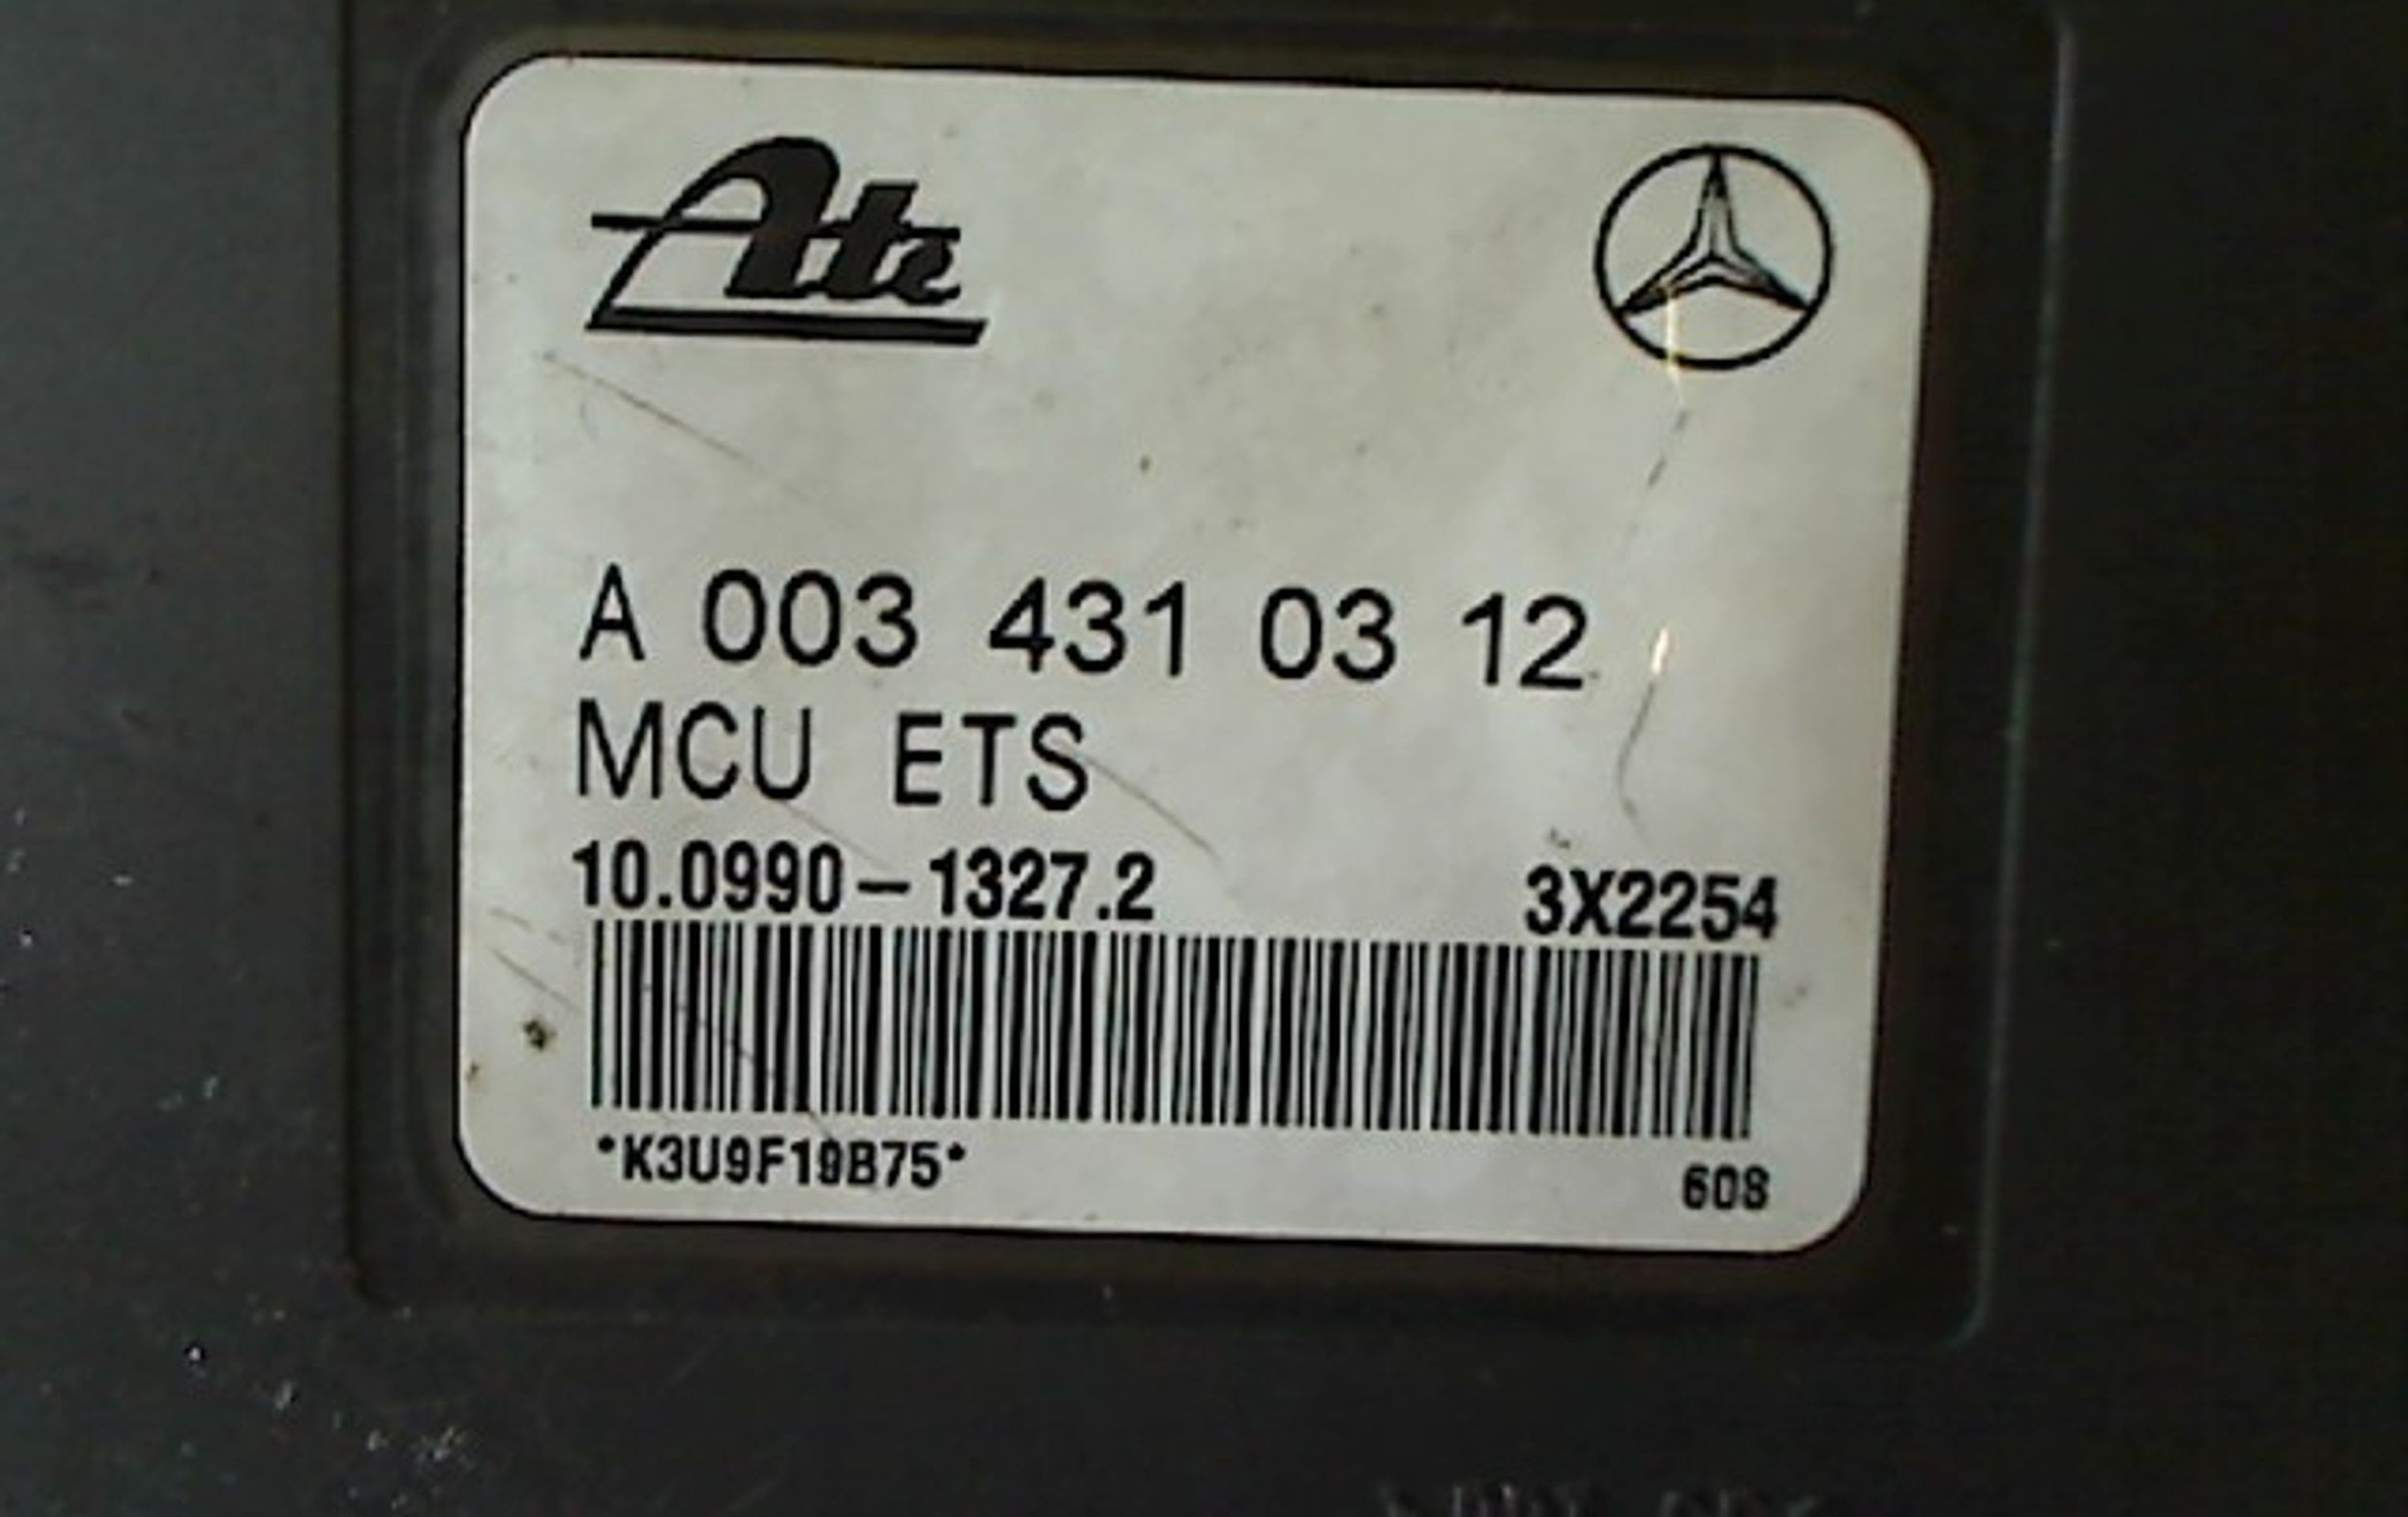 Ate
A 003 431 03 12
MCU ETS
10.0990-1327.2 3X2254
*K3U9F19B75* 608